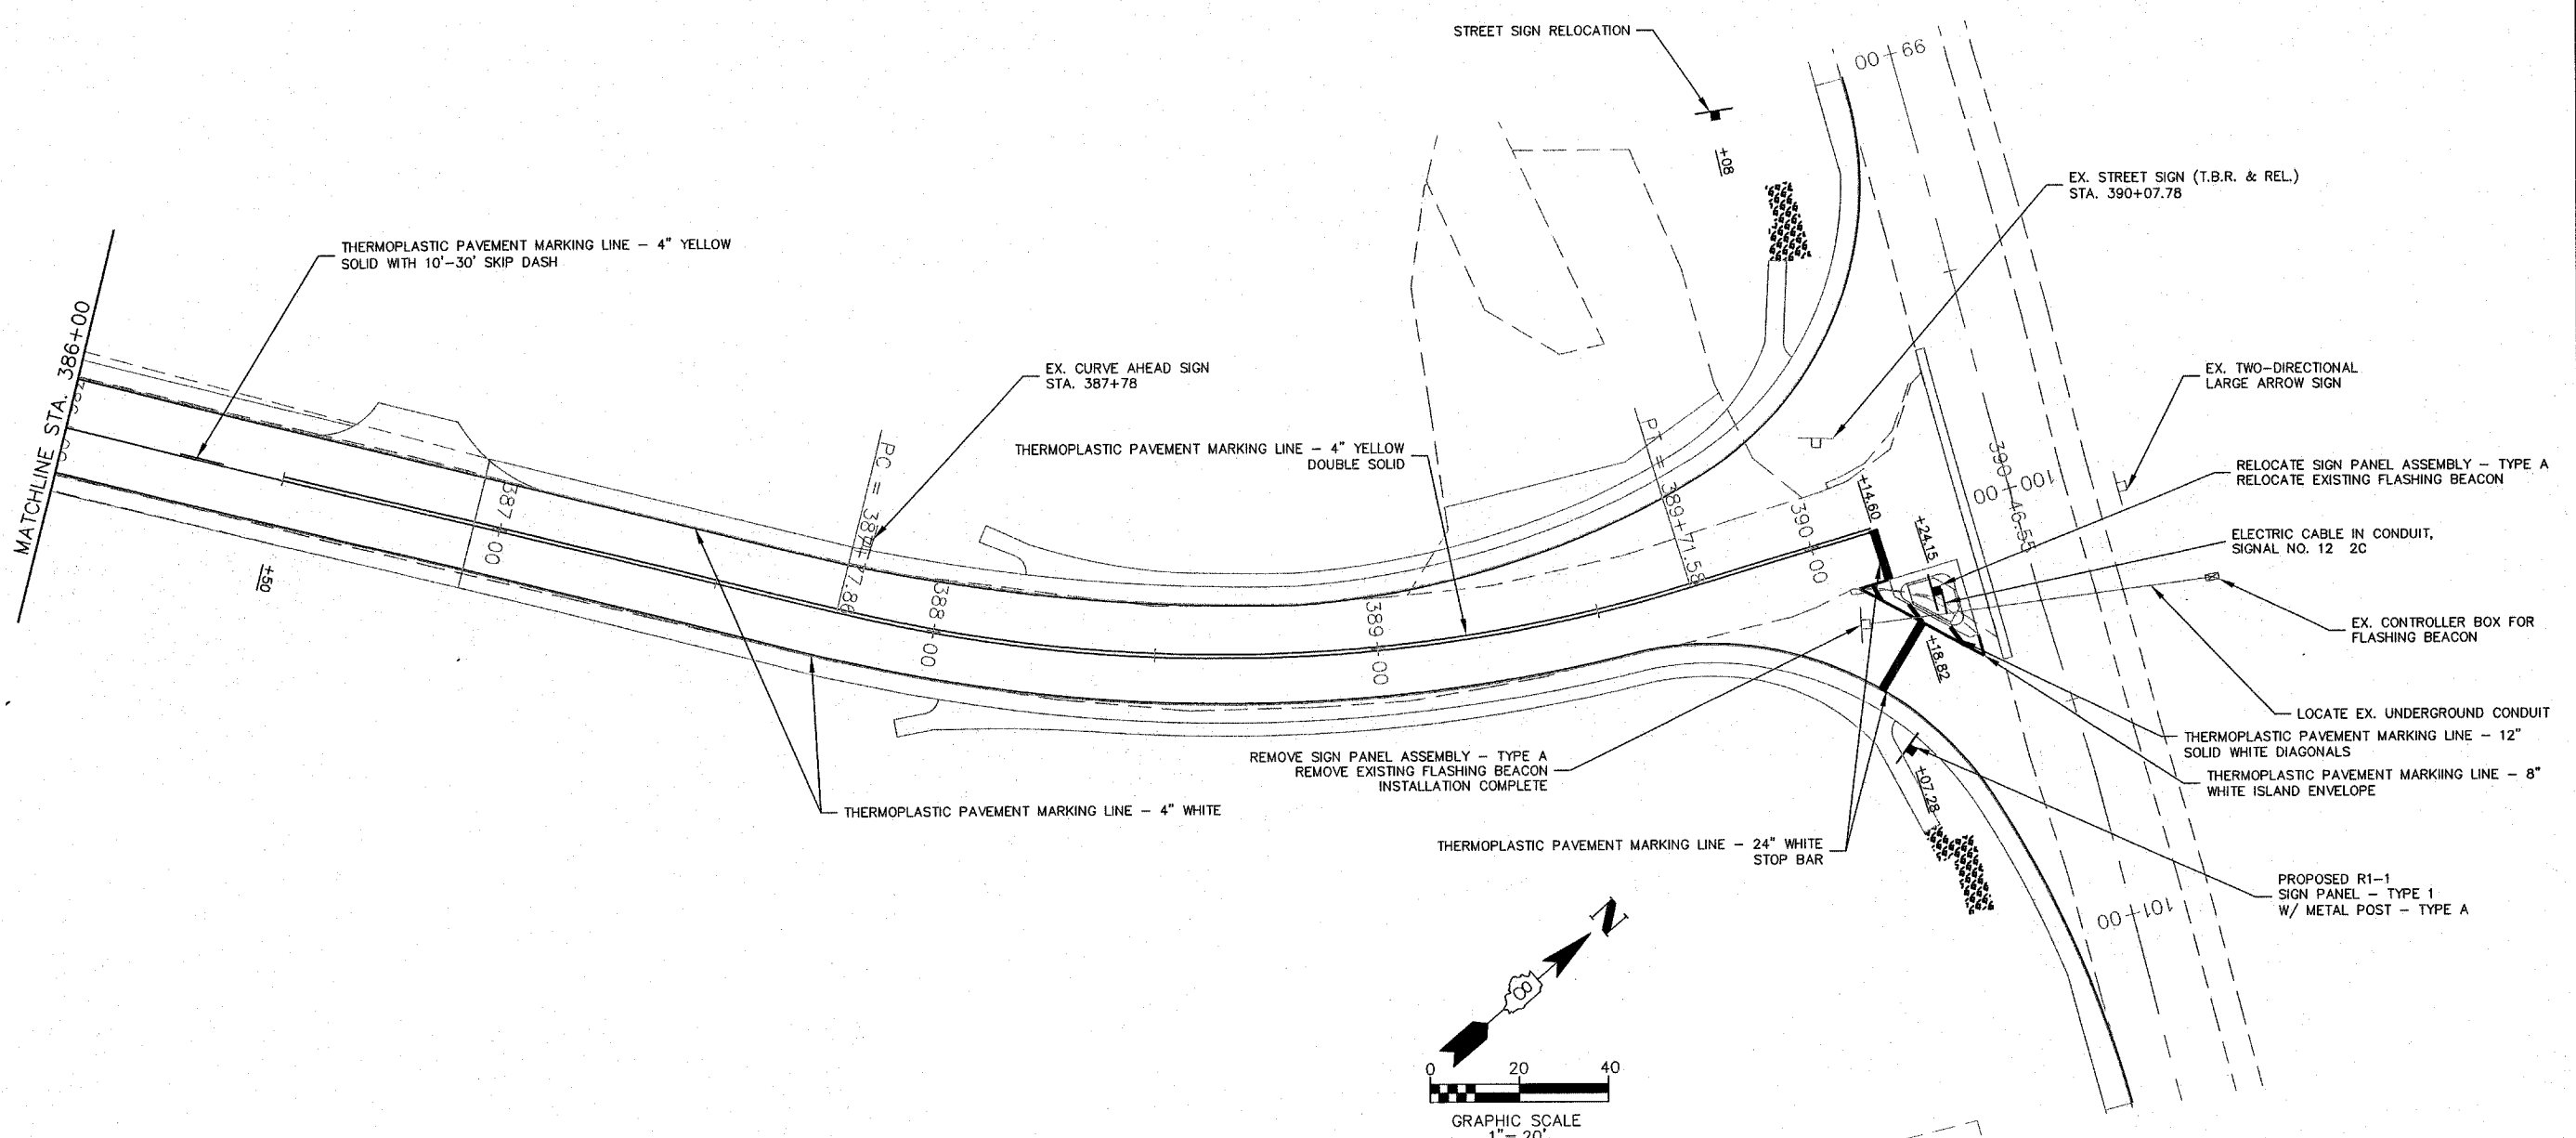 STREET SIGN RELOCATION
99+00
+08
EX. STREET SIGN (T.B.R. & REL.)
STA. 390+07.78
THERMOPLASTIC PAVEMENT MARKING LINE – 4" YELLOW
SOLID WITH 10'–30' SKIP DASH
MATCHLINE STA. 386+00
EX. CURVE AHEAD SIGN
STA. 387+78
EX. TWO-DIRECTIONAL
LARGE ARROW SIGN
THERMOPLASTIC PAVEMENT MARKING LINE – 4" YELLOW
DOUBLE SOLID
PC = 387+77.86
PT = 389+71.58
390+46.55
100+00
RELOCATE SIGN PANEL ASSEMBLY – TYPE A
RELOCATE EXISTING FLASHING BEACON
+14.60
+24.15
387+00
390+00
ELECTRIC CABLE IN CONDUIT,
SIGNAL NO. 12 2C
+50
388+00
389+00
EX. CONTROLLER BOX FOR
FLASHING BEACON
+18.82
LOCATE EX. UNDERGROUND CONDUIT
THERMOPLASTIC PAVEMENT MARKING LINE – 12"
SOLID WHITE DIAGONALS
REMOVE SIGN PANEL ASSEMBLY – TYPE A
REMOVE EXISTING FLASHING BEACON
INSTALLATION COMPLETE
THERMOPLASTIC PAVEMENT MARKIING LINE – 8"
WHITE ISLAND ENVELOPE
+07.28
THERMOPLASTIC PAVEMENT MARKING LINE – 4" WHITE
THERMOPLASTIC PAVEMENT MARKING LINE – 24" WHITE
STOP BAR
PROPOSED R1–1
SIGN PANEL – TYPE 1
W/ METAL POST – TYPE A
101+00
N
8
0 20 40
GRAPHIC SCALE
1"= 20'